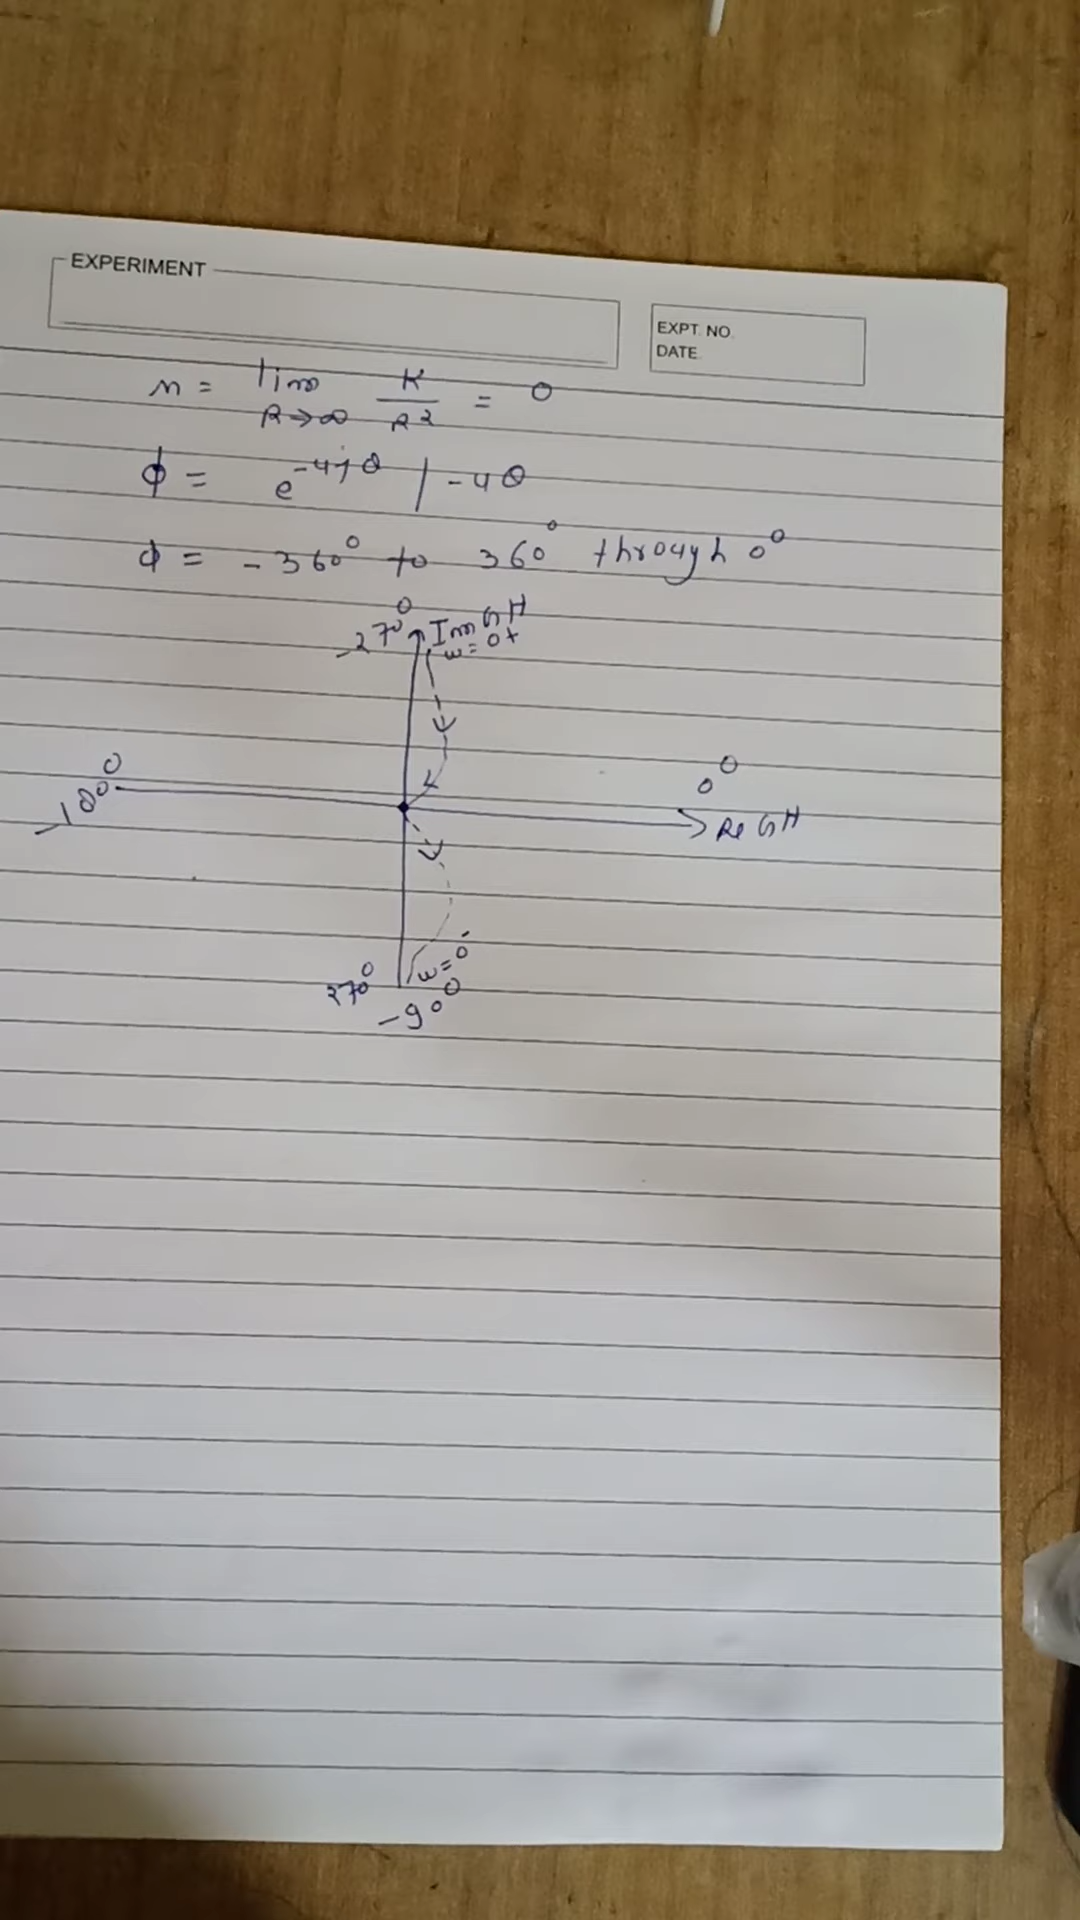 EXPERIMENT
EXPT. NO.
DATE
M = lim R→∞ K/R² = 0
ϕ = e^-4jθ | -4θ
ϕ = -360° to 360° through 0°
-270° Im GH
ω=0+
0°
-180°
Re GH
ω=0-
270°
-90°